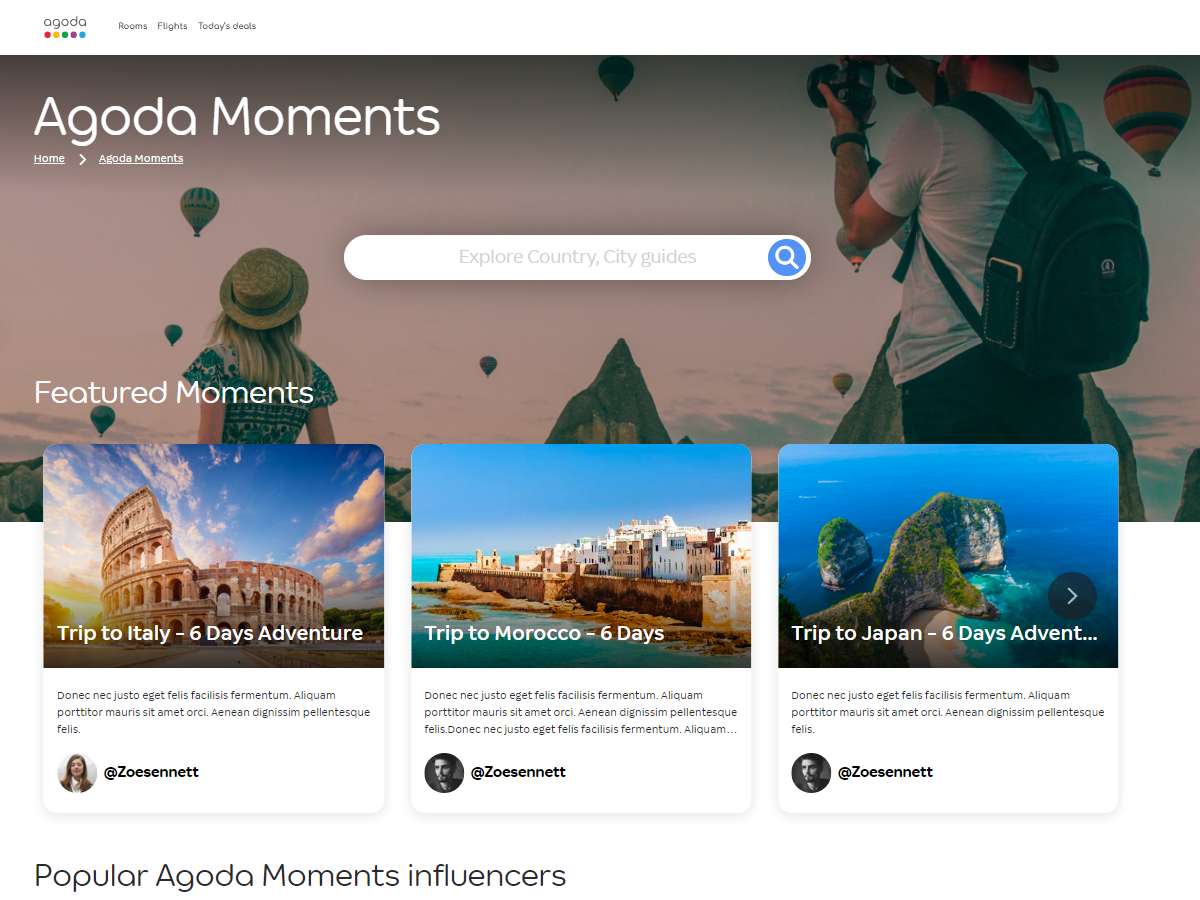 agoda
Rooms Flights Today's deals
Agoda Moments
Home Agoda Moments
Explore Country, City guides
Featured Moments
Trip to Italy - 6 Days Adventure
Donec nec justo eget felis facilisis fermentum. Aliquam
porttitor mauris sit amet orci. Aenean dignissim pellentesque
felis.
@Zoesennett
Trip to Morocco - 6 Days
Donec nec justo eget felis facilisis fermentum. Aliquam
porttitor mauris sit amet orci. Aenean dignissim pellentesque
felis.Donec nec justo eget felis facilisis fermentum. Aliquam...
@Zoesennett
Trip to Japan - 6 Days Advent...
Donec nec justo eget felis facilisis fermentum. Aliquam
porttitor mauris sit amet orci. Aenean dignissim pellentesque
felis.
@Zoesennett
Popular Agoda Moments influencers